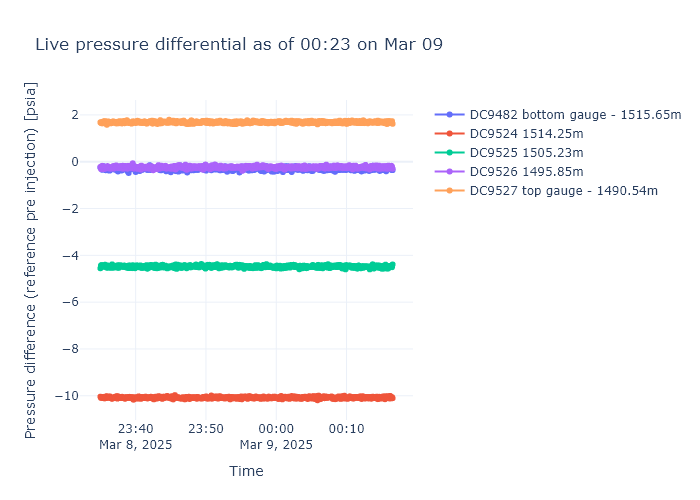 Live pressure differential as of 00:23 on Mar 09
Pressure difference (reference pre injection) [psia]
2
0
−2
−4
−6
−8
−10
23:40
Mar 8, 2025
23:50
00:00
Mar 9, 2025
00:10
Time
DC9482 bottom gauge - 1515.65m
DC9524 1514.25m
DC9525 1505.23m
DC9526 1495.85m
DC9527 top gauge - 1490.54m